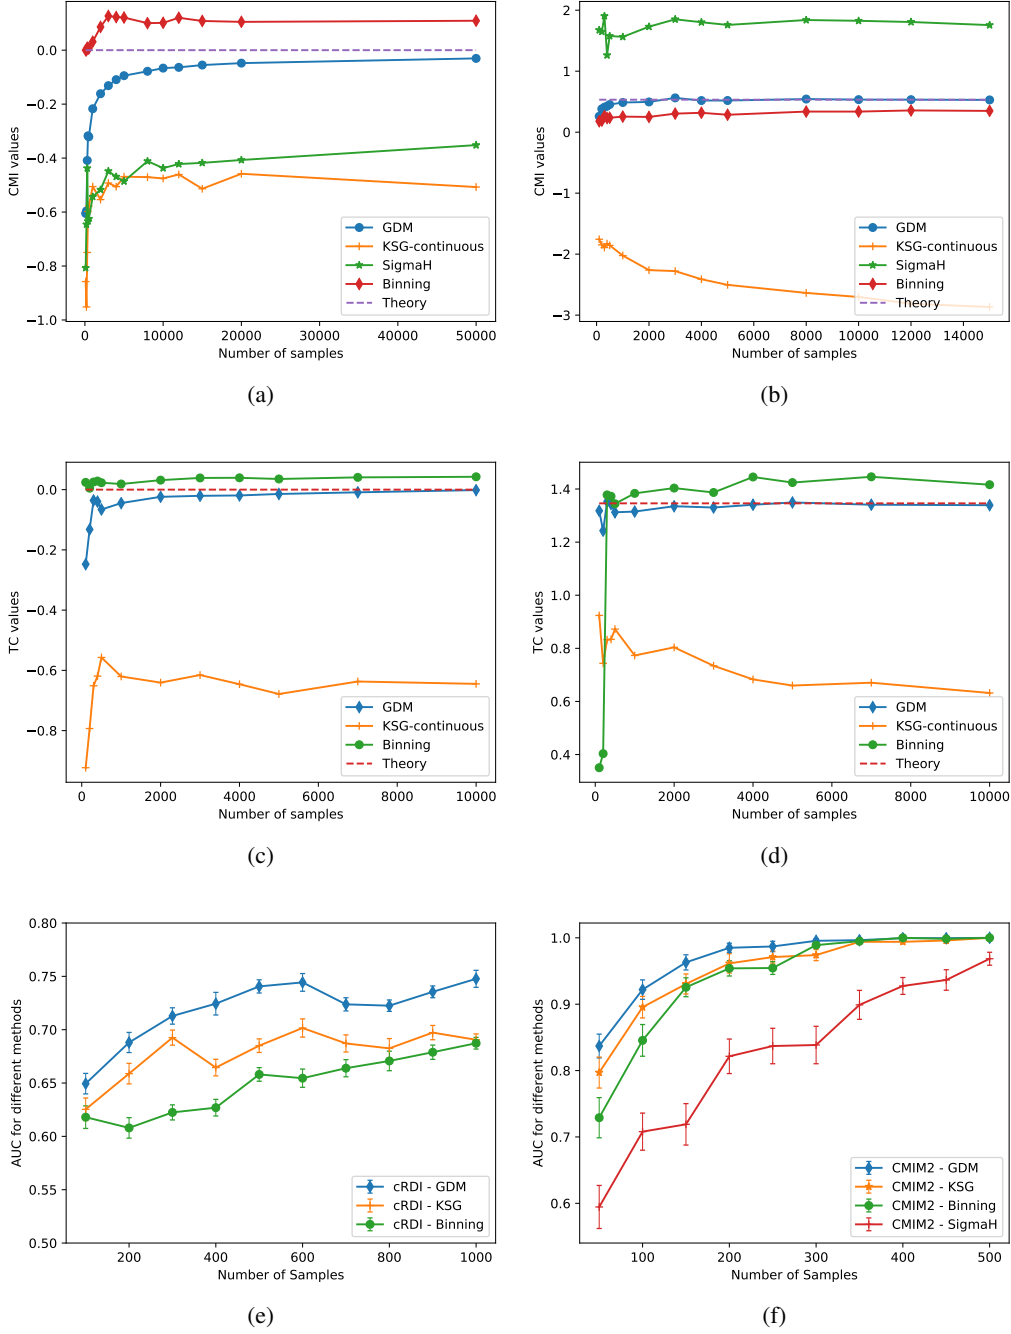 0.0
−0.2
−0.4
−0.6
−0.8
−1.0
CMI values
0 10000 20000 30000 40000 50000
Number of samples
GDM
KSG-continuous
SigmaH
Binning
Theory
(a)
2
1
0
−1
−2
−3
CMI values
0 2000 4000 6000 8000 10000 12000 14000
Number of samples
GDM
KSG-continuous
SigmaH
Binning
Theory
(b)
0.0
−0.2
−0.4
−0.6
−0.8
TC values
0 2000 4000 6000 8000 10000
Number of samples
GDM
KSG-continuous
Binning
Theory
(c)
1.4
1.2
1.0
0.8
0.6
0.4
TC values
0 2000 4000 6000 8000 10000
Number of samples
GDM
KSG-continuous
Binning
Theory
(d)
0.80
0.75
0.70
0.65
0.60
0.55
0.50
AUC for different methods
200 400 600 800 1000
Number of Samples
cRDI - GDM
cRDI - KSG
cRDI - Binning
(e)
1.0
0.9
0.8
0.7
0.6
AUC for different methods
100 200 300 400 500
Number of Samples
CMIM2 - GDM
CMIM2 - KSG
CMIM2 - Binning
CMIM2 - SigmaH
(f)